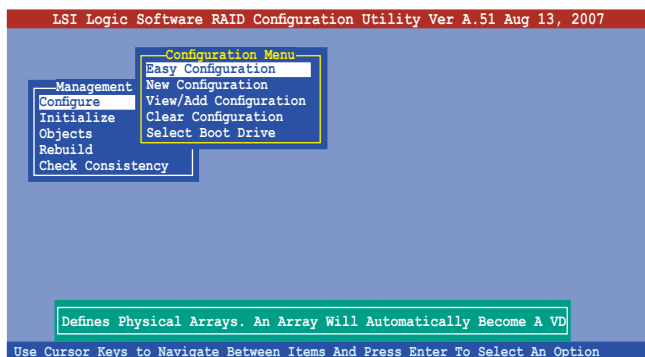 LSI Logic Software RAID Configuration Utility Ver A.51 Aug 13, 2007
Configuration Menu
Easy Configuration
New Configuration
View/Add Configuration
Clear Configuration
Select Boot Drive
Management
Configure
Initialize
Objects
Rebuild
Check Consistency
Defines Physical Arrays. An Array Will Automatically Become A VD
Use Cursor Keys to Navigate Between Items And Press Enter To Select An Option